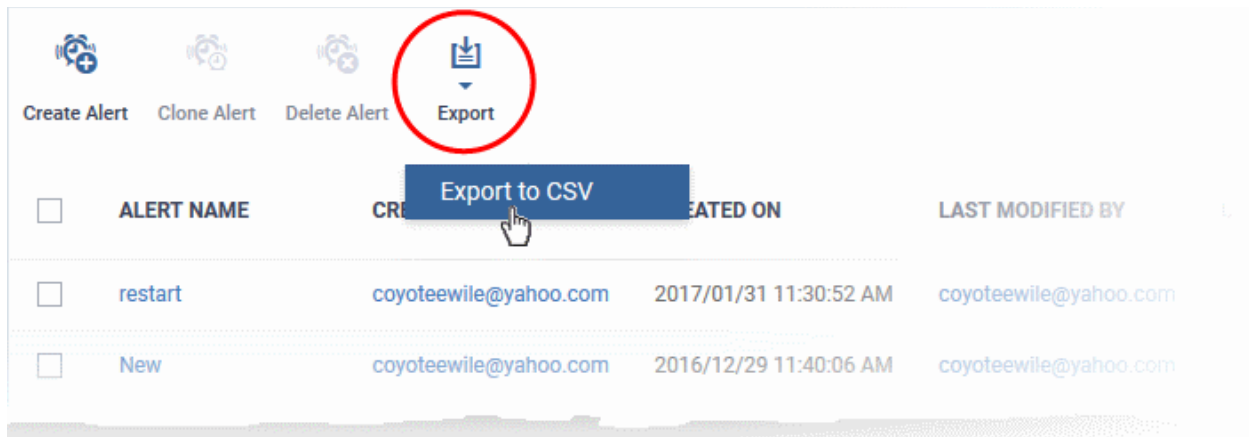 Create Alert Clone Alert Delete Alert Export
Export to CSV
ALERT NAME CRE EATED ON LAST MODIFIED BY
restart coyoteewile@yahoo.com 2017/01/31 11:30:52 AM coyoteewile@yahoo.com
New coyoteewile@yahoo.com 2016/12/29 11:40:06 AM coyoteewile@yahoo.com